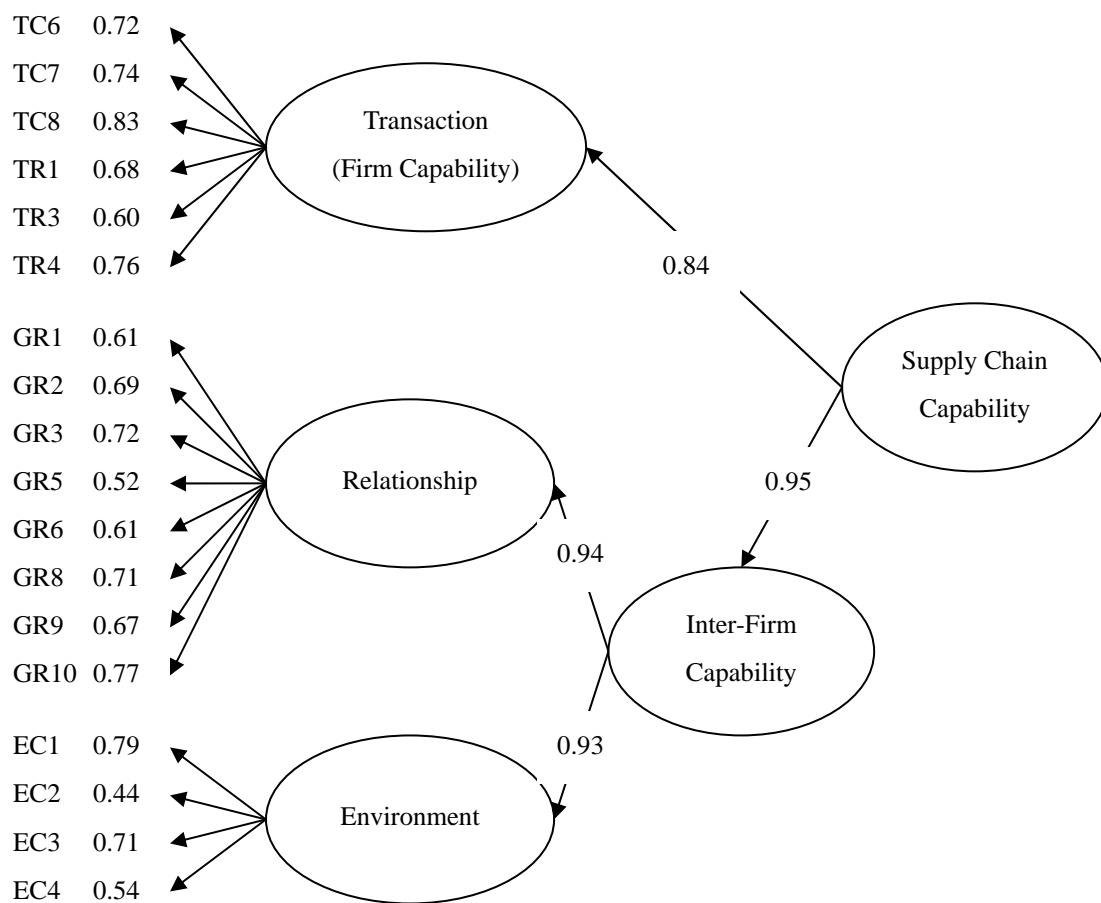 TC6 0.72
TC7 0.74
TC8 0.83
TR1 0.68
TR3 0.60
TR4 0.76
Transaction
(Firm Capability)
0.84
GR1 0.61
GR2 0.69
GR3 0.72
GR5 0.52
GR6 0.61
GR8 0.71
GR9 0.67
GR10 0.77
Relationship
Supply Chain
Capability
0.95
0.94
Inter-Firm
Capability
0.93
EC1 0.79
EC2 0.44
EC3 0.71
EC4 0.54
Environment